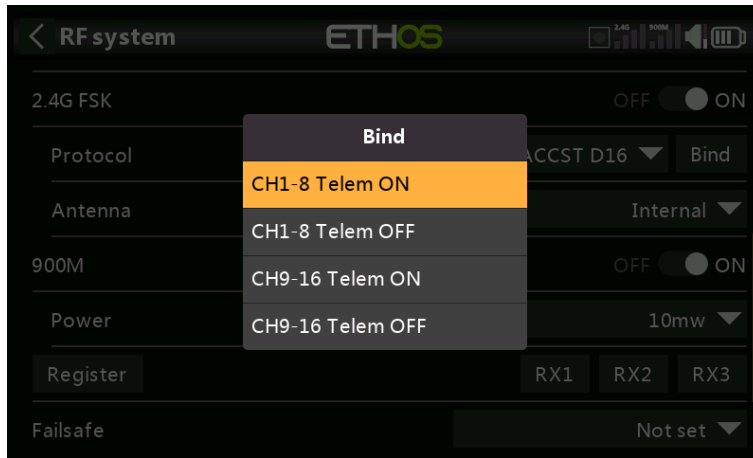 RF system ETHOS 2.4G 900M
2.4G FSK OFF ON
Bind
Protocol ACCST D16 Bind
CH1-8 Telem ON
Antenna Internal
CH1-8 Telem OFF
900M OFF ON
CH9-16 Telem ON
Power 10mw
CH9-16 Telem OFF
Register RX1 RX2 RX3
Failsafe Not set